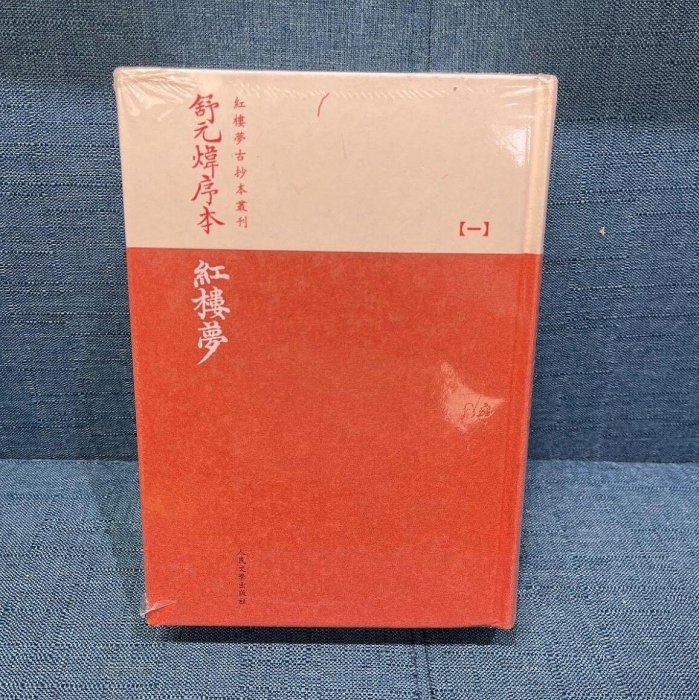 紅樓夢古抄本叢刊
舒元煒序本
紅樓夢
【一】
人民文學出版社